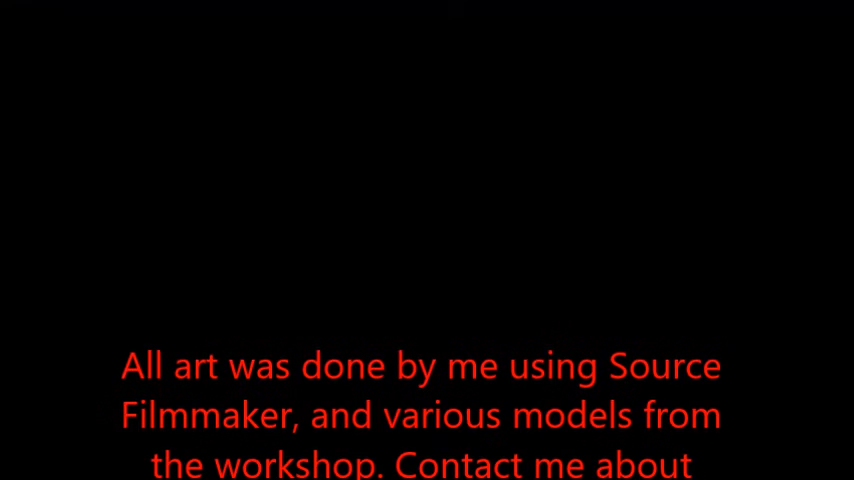 All art was done by me using Source
Filmmaker, and various models from
the workshop. Contact me about